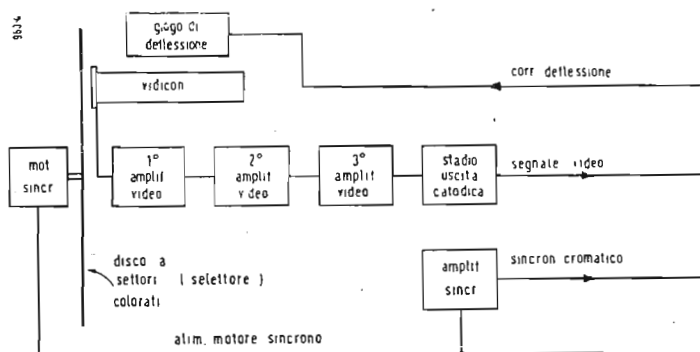 9634
giogo di
deflessione
vidicon
corr deflessione
mot
sincr
1°
amplif
video
2°
amplif
video
3°
amplif
video
stadio
uscita
catodica
segnale video
disco a
settori ( selettore )
colorati
amplif
sincr
sincron cromatico
alim. motore sincrono